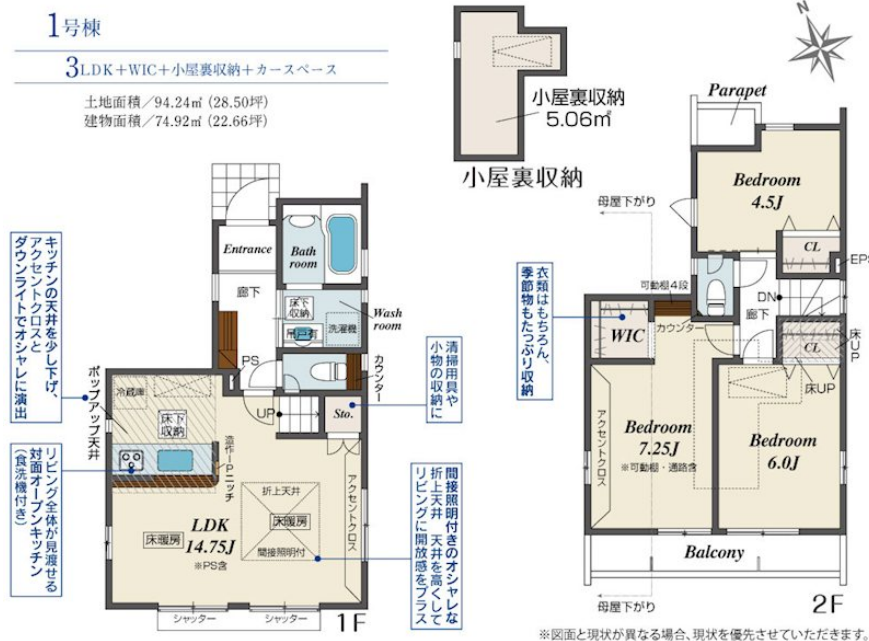 1号棟
3LDK＋WIC＋小屋裏収納＋カースペース
土地面積／94.24㎡ (28.50坪)
建物面積／74.92㎡ (22.66坪)
小屋裏収納
5.06㎡
小屋裏収納
N
Parapet
母屋下がり
Bedroom
4.5J
CL
EPS
可動棚４段
DN
廊下
カウンター
WIC
CL
床UP
床UP
アクセントクロス
Bedroom
7.25J
※可動棚・通路含
Bedroom
6.0J
Balcony
母屋下がり
2F
衣類はもちろん、
季節物もたっぷり収納
Entrance
Bath
room
廊下
床下
収納
吊戸有
洗濯機
Wash
room
PS
カウンター
UP
Sto.
清掃用具や
小物の収納に
キッチンの天井を少し下げ、
アクセントクロスと
ダウンライトでオシャレに演出
ポップアップ天井
冷蔵庫
床下
収納
造作ーPニッチ
リビング全体が見渡せる
対面オープンキッチン
(食洗機付き)
折上天井
床暖房
間接照明付
床暖房
LDK
14.75J
※PS含
アクセントクロス
間接照明付きのオシャレな
折上天井　天井を高くして
リビングに開放感をプラス
シャッター
シャッター
1F
※図面と現状が異なる場合、現状を優先させていただきます。